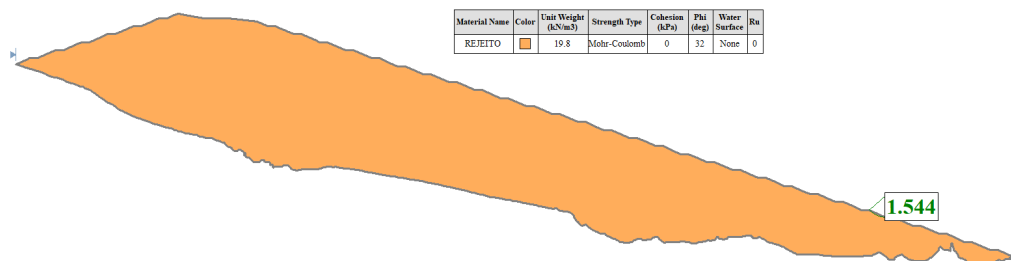 Material Name Color Unit Weight (kN/m3) Strength Type Cohesion (kPa) Phi (deg) Water Surface Ru
REJEITO 19.8 Mohr-Coulomb 0 32 None 0
1.544